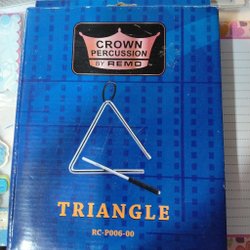 CROWN
PERCUSSION
BY REMO
TRIANGLE
RC-P006-00